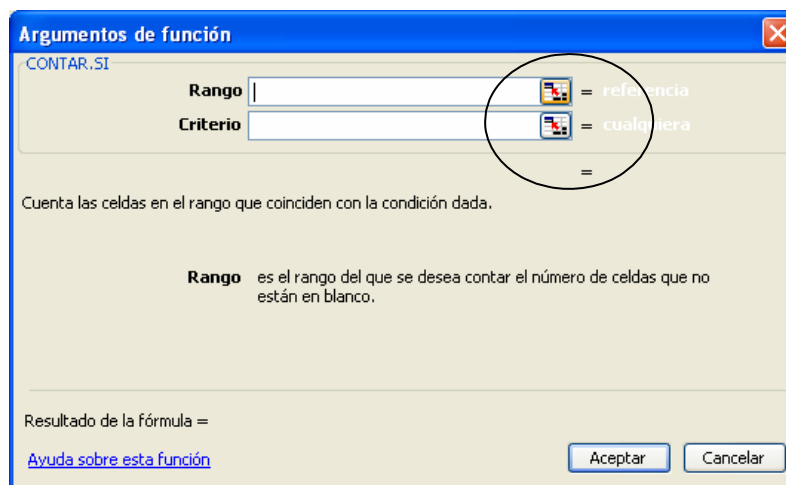 Argumentos de función
CONTAR.SI
Rango = referencia
Criterio = cualquiera
=
Cuenta las celdas en el rango que coinciden con la condición dada.
Rango es el rango del que se desea contar el número de celdas que no
están en blanco.
Resultado de la fórmula =
Ayuda sobre esta función
Aceptar Cancelar